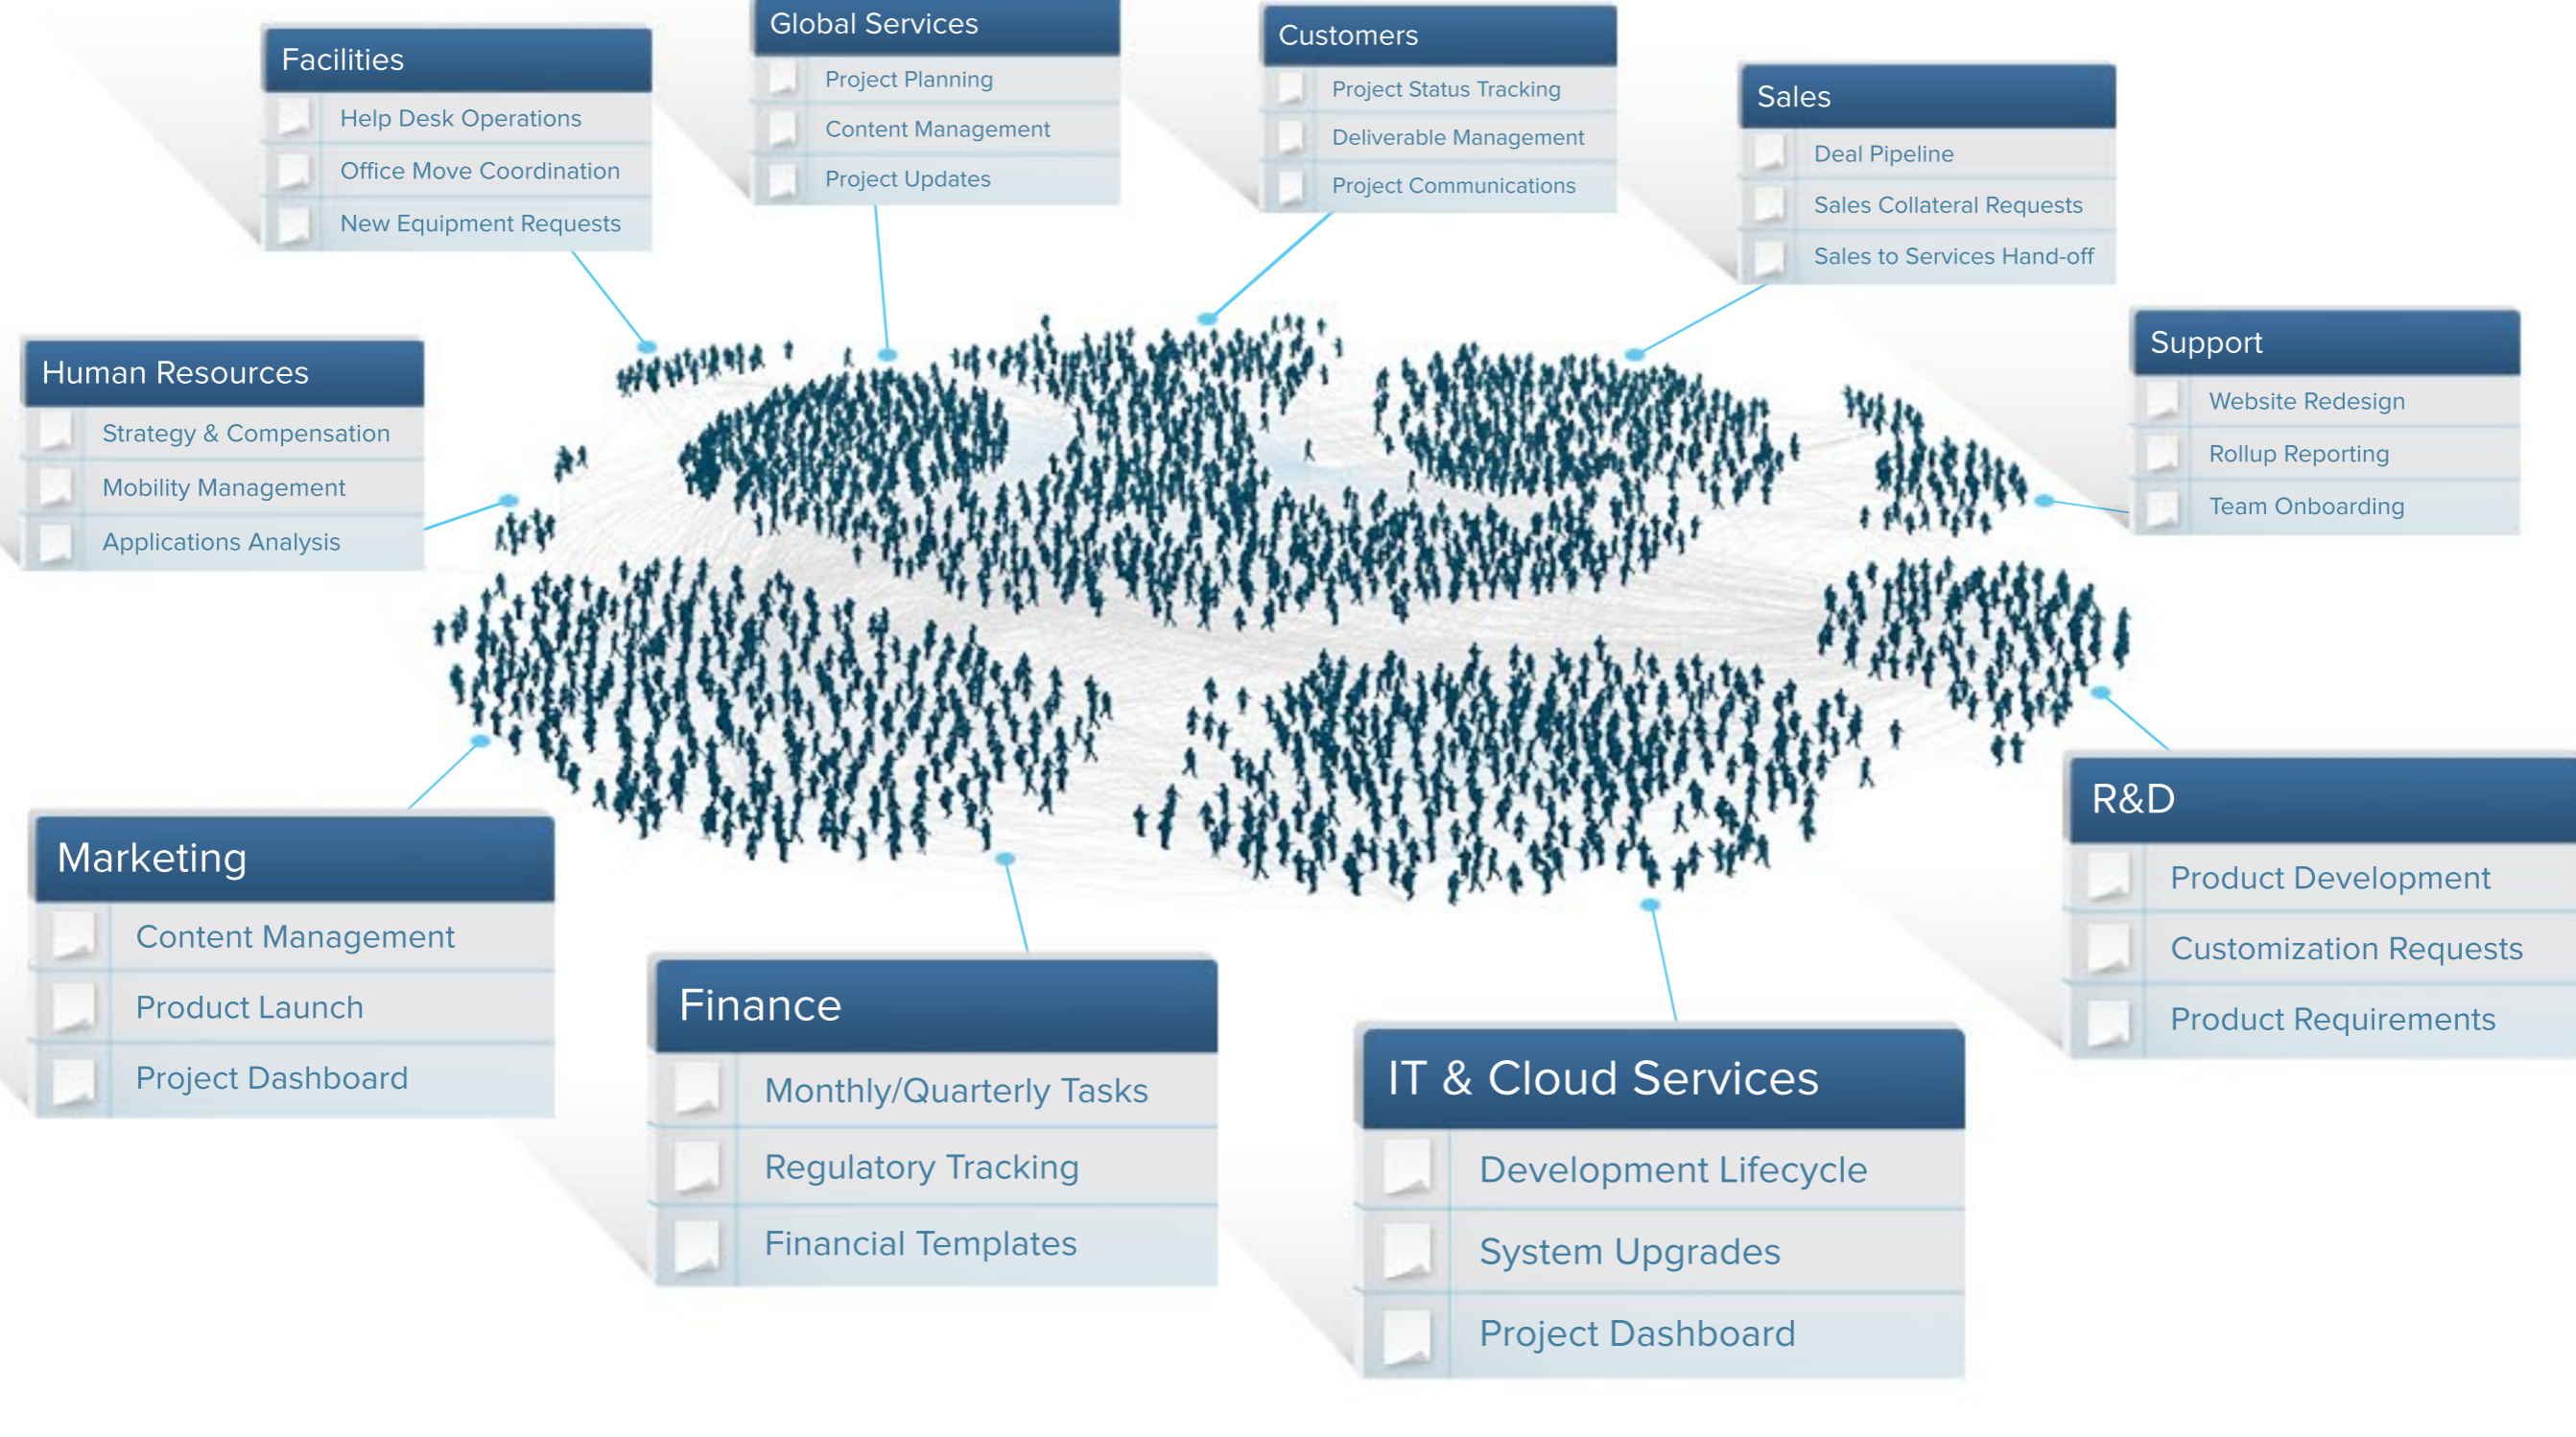 Facilities
Help Desk Operations
Office Move Coordination
New Equipment Requests
Global Services
Project Planning
Content Management
Project Updates
Customers
Project Status Tracking
Deliverable Management
Project Communications
Sales
Deal Pipeline
Sales Collateral Requests
Sales to Services Hand-off
Human Resources
Strategy & Compensation
Mobility Management
Applications Analysis
Support
Website Redesign
Rollup Reporting
Team Onboarding
Marketing
Content Management
Product Launch
Project Dashboard
Finance
Monthly/Quarterly Tasks
Regulatory Tracking
Financial Templates
IT & Cloud Services
Development Lifecycle
System Upgrades
Project Dashboard
R&D
Product Development
Customization Requests
Product Requirements